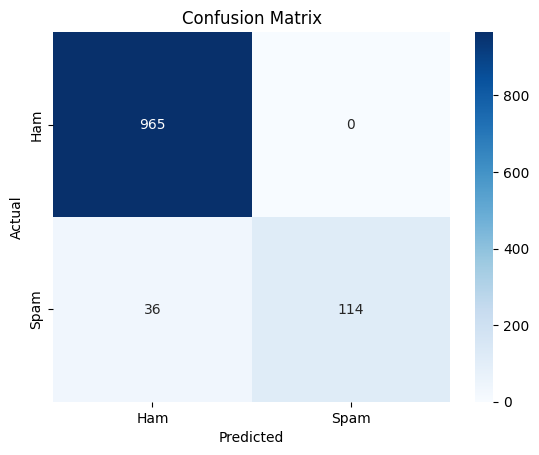 Confusion Matrix
Actual
Ham
965
0
Spam
36
114
Ham
Spam
Predicted
800
600
400
200
0